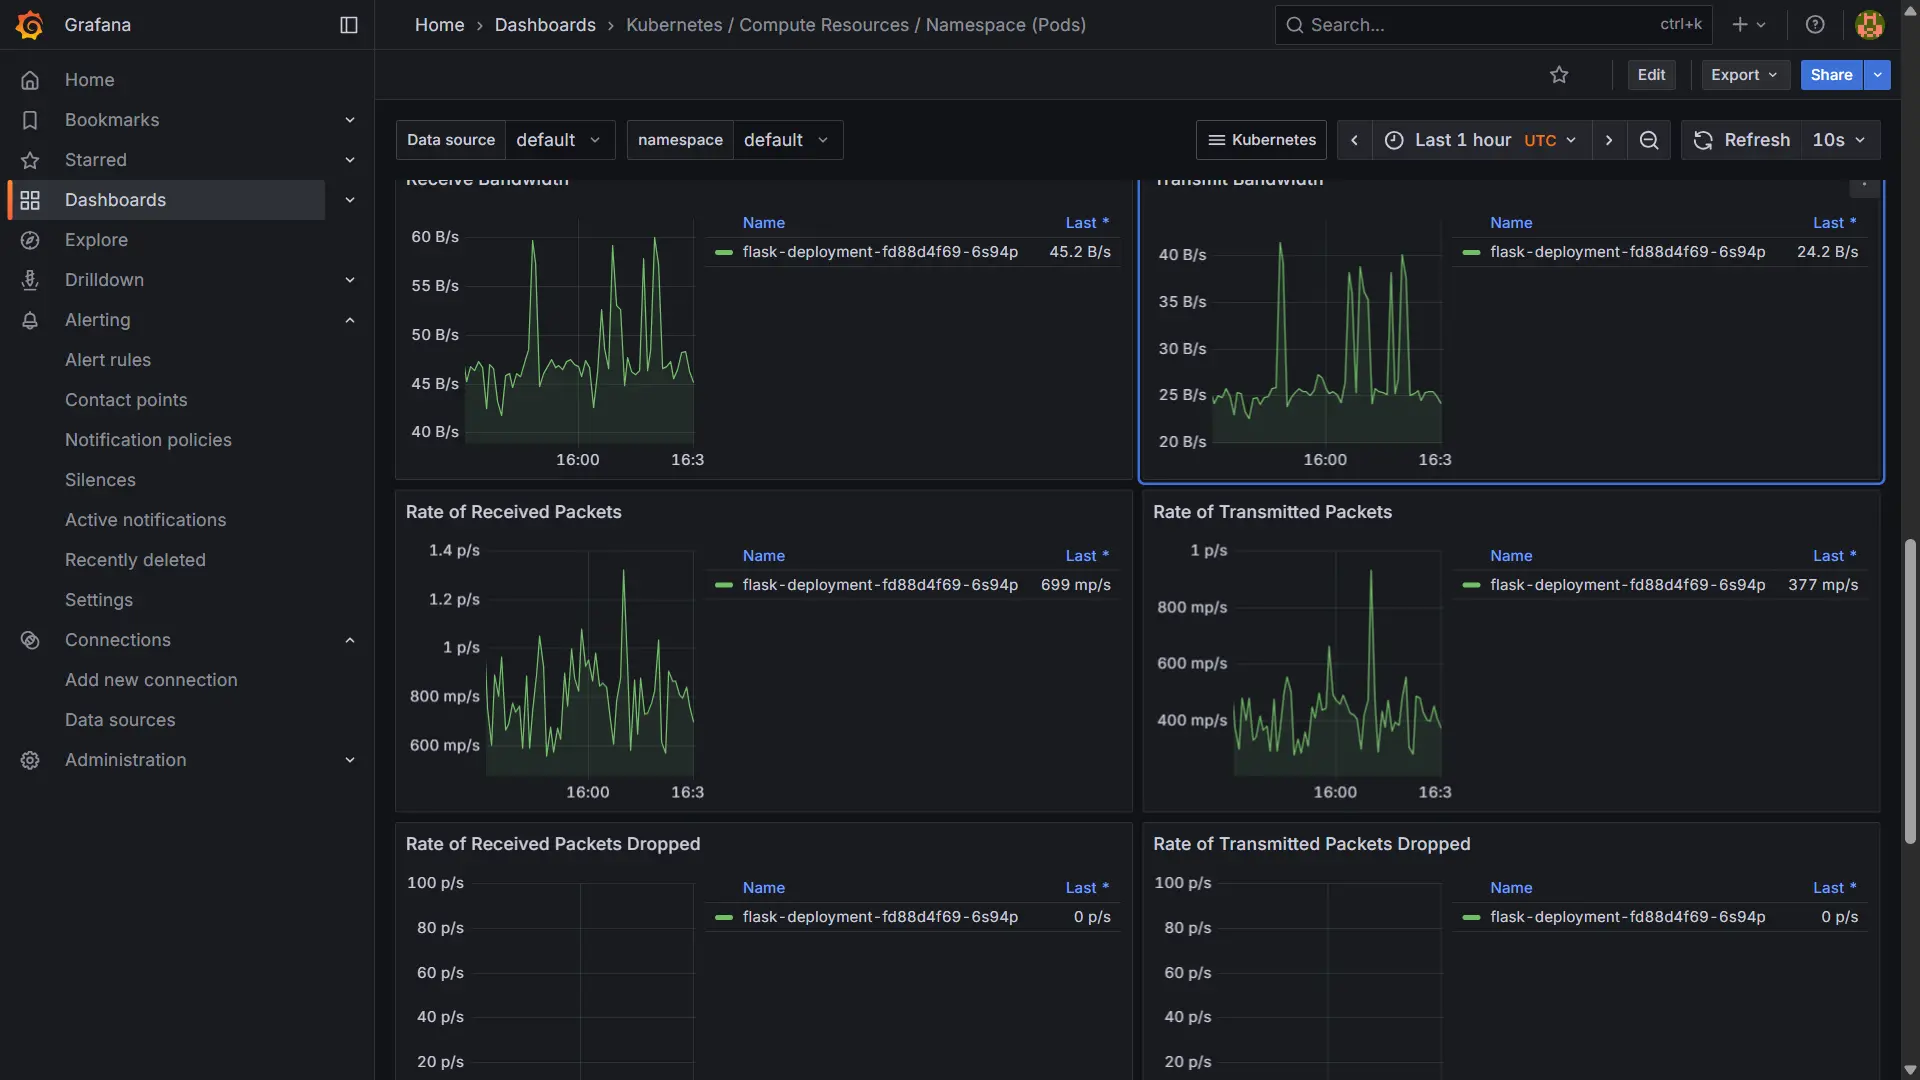 Grafana
Home › Dashboards › Kubernetes / Compute Resources / Namespace (Pods)
Search...
ctrl+k
Edit
Export
Share
Home
Bookmarks
Starred
Dashboards
Explore
Drilldown
Alerting
Alert rules
Contact points
Notification policies
Silences
Active notifications
Recently deleted
Settings
Connections
Add new connection
Data sources
Administration
Data source
default
namespace
default
Kubernetes
Last 1 hour UTC
Refresh
10s
Receive Bandwidth
60 B/s
55 B/s
50 B/s
45 B/s
40 B/s
16:00
16:3
Name
Last *
flask-deployment-fd88d4f69-6s94p
45.2 B/s
Transmit Bandwidth
40 B/s
35 B/s
30 B/s
25 B/s
20 B/s
16:00
16:3
Name
Last *
flask-deployment-fd88d4f69-6s94p
24.2 B/s
Rate of Received Packets
1.4 p/s
1.2 p/s
1 p/s
800 mp/s
600 mp/s
16:00
16:3
Name
Last *
flask-deployment-fd88d4f69-6s94p
699 mp/s
Rate of Transmitted Packets
1 p/s
800 mp/s
600 mp/s
400 mp/s
16:00
16:3
Name
Last *
flask-deployment-fd88d4f69-6s94p
377 mp/s
Rate of Received Packets Dropped
100 p/s
80 p/s
60 p/s
40 p/s
20 p/s
Name
Last *
flask-deployment-fd88d4f69-6s94p
0 p/s
Rate of Transmitted Packets Dropped
100 p/s
80 p/s
60 p/s
40 p/s
20 p/s
Name
Last *
flask-deployment-fd88d4f69-6s94p
0 p/s